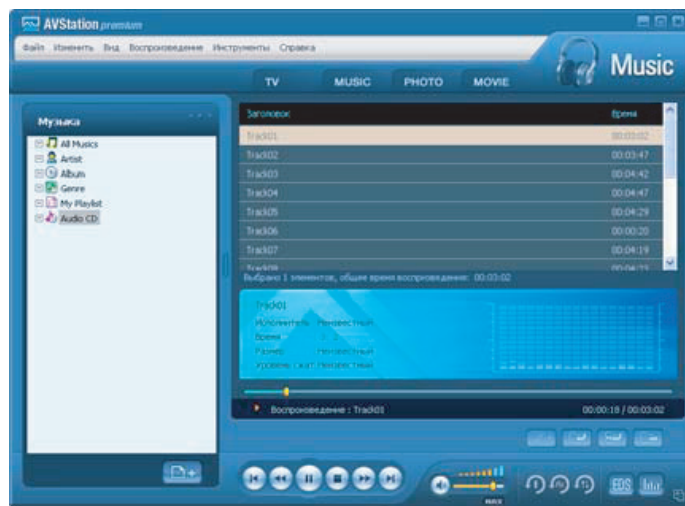 AVStation premium
Файл Изменить Вид Воспроизведение Инструменты Справка
Music
TV MUSIC PHOTO MOVIE
Музыка
All Musics
Artist
Album
Genre
My Playlist
Audio CD
Заголовок Время
Track01 00:03:02
Track02 00:03:47
Track03 00:04:42
Track04 00:04:47
Track05 00:04:29
Track06 00:00:20
Track07 00:04:19
Выбрано 1 элементов, общее время воспроизведения: 00:03:02
Track01
Исполнитель Неизвестный
Время
Размер Неизвестный
Уровень сжат Неизвестный
Воспроизведение : Track01 00:00:18 / 00:03:02
EDS